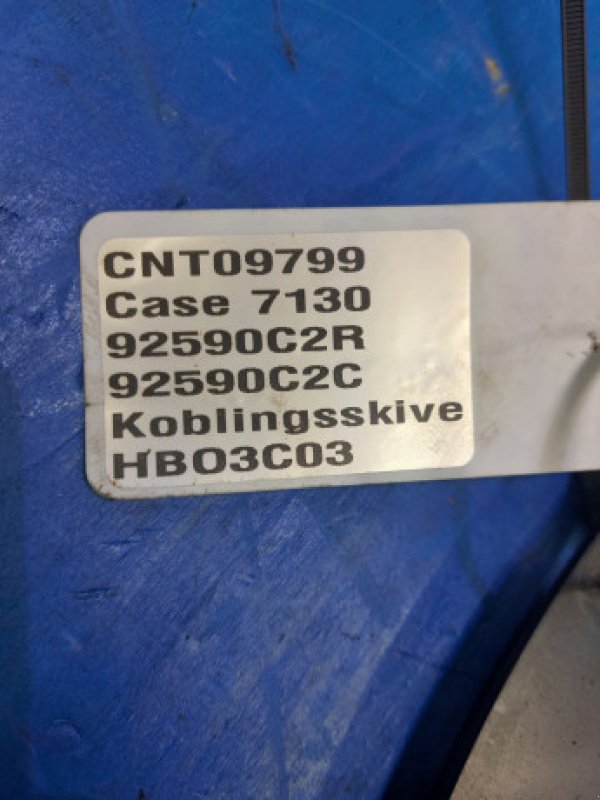 CNT09799
Case 7130
92590C2R
92590C2C
Koblingsskive
HBO3C03